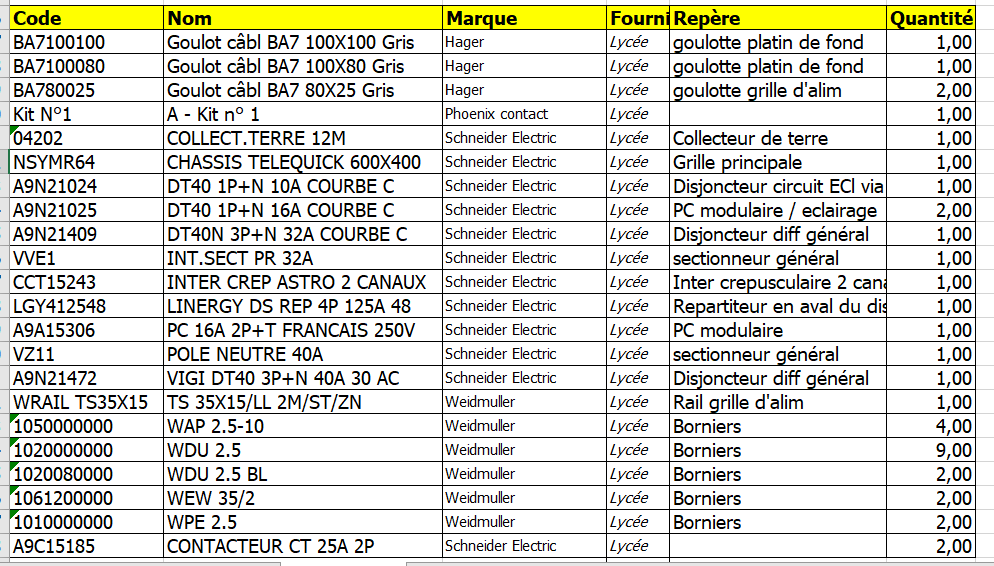 Code Nom Marque Fourni Repère Quantité
BA7100100 Goulot câbl BA7 100X100 Gris Hager Lycée goulotte platin de fond 1,00
BA7100080 Goulot câbl BA7 100X80 Gris Hager Lycée goulotte platin de fond 1,00
BA780025 Goulot câbl BA7 80X25 Gris Hager Lycée goulotte grille d'alim 2,00
Kit N°1 A - Kit n° 1 Phoenix contact Lycée 1,00
04202 COLLECT.TERRE 12M Schneider Electric Lycée Collecteur de terre 1,00
NSYMR64 CHASSIS TELEQUICK 600X400 Schneider Electric Lycée Grille principale 1,00
A9N21024 DT40 1P+N 10A COURBE C Schneider Electric Lycée Disjoncteur circuit ECl via 1,00
A9N21025 DT40 1P+N 16A COURBE C Schneider Electric Lycée PC modulaire / eclairage 2,00
A9N21409 DT40N 3P+N 32A COURBE C Schneider Electric Lycée Disjoncteur diff général 1,00
VVE1 INT.SECT PR 32A Schneider Electric Lycée sectionneur général 1,00
CCT15243 INTER CREP ASTRO 2 CANAUX Schneider Electric Lycée Inter crepusculaire 2 cana 1,00
LGY412548 LINERGY DS REP 4P 125A 48 Schneider Electric Lycée Repartiteur en aval du dis 1,00
A9A15306 PC 16A 2P+T FRANCAIS 250V Schneider Electric Lycée PC modulaire 1,00
VZ11 POLE NEUTRE 40A Schneider Electric Lycée sectionneur général 1,00
A9N21472 VIGI DT40 3P+N 40A 30 AC Schneider Electric Lycée Disjoncteur diff général 1,00
WRAIL TS35X15 TS 35X15/LL 2M/ST/ZN Weidmuller Lycée Rail grille d'alim 1,00
1050000000 WAP 2.5-10 Weidmuller Lycée Borniers 4,00
1020000000 WDU 2.5 Weidmuller Lycée Borniers 9,00
1020080000 WDU 2.5 BL Weidmuller Lycée Borniers 2,00
1061200000 WEW 35/2 Weidmuller Lycée Borniers 2,00
1010000000 WPE 2.5 Weidmuller Lycée Borniers 2,00
A9C15185 CONTACTEUR CT 25A 2P Schneider Electric Lycée 2,00